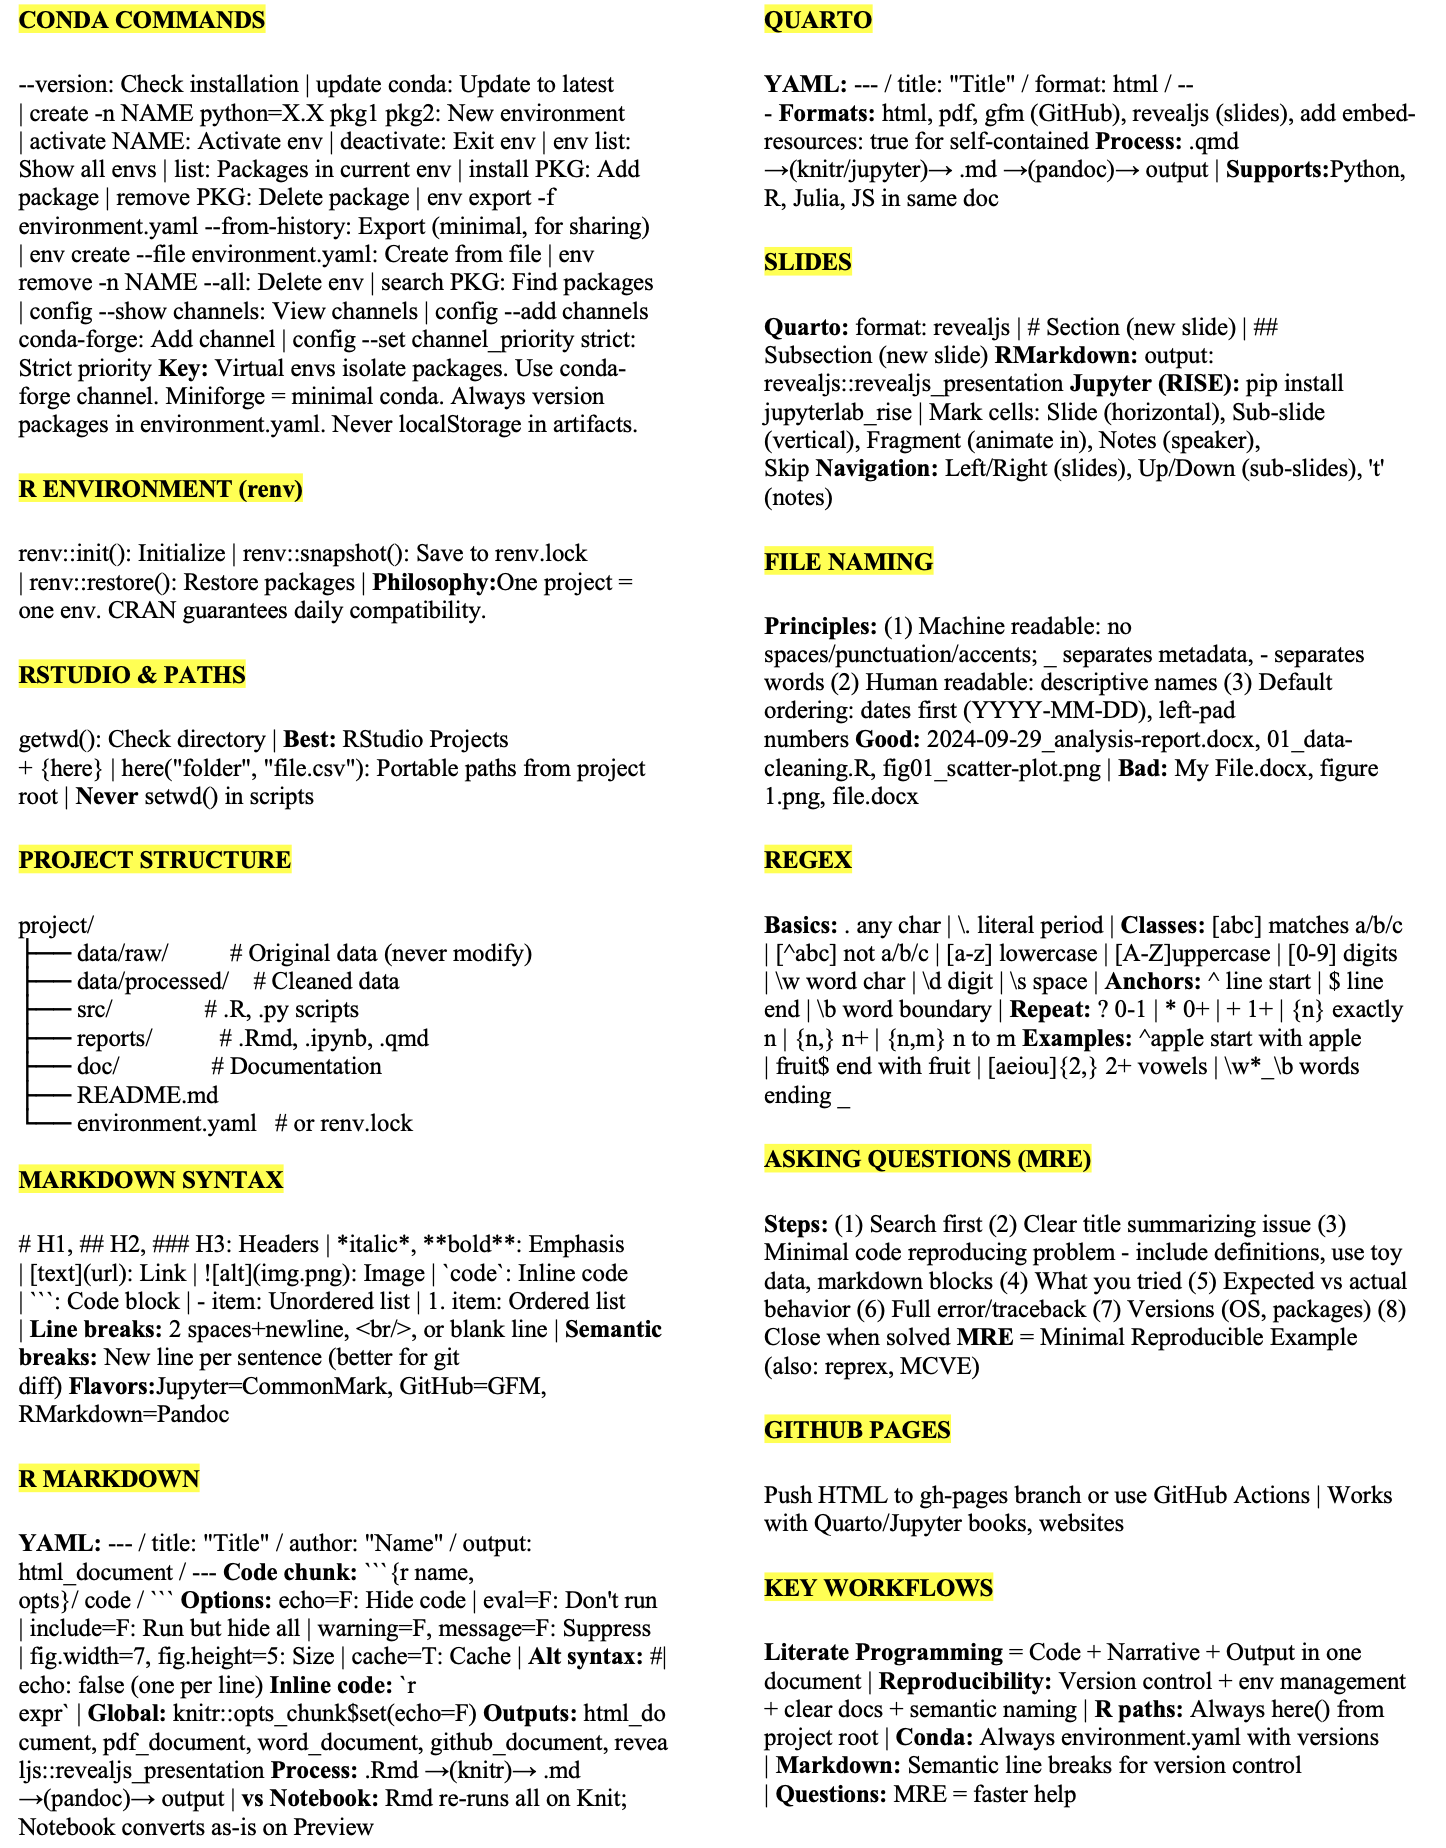 CONDA COMMANDS
--version: Check installation | update conda: Update to latest
| create -n NAME python=X.X pkg1 pkg2: New environment
| activate NAME: Activate env | deactivate: Exit env | env list:
Show all envs | list: Packages in current env | install PKG: Add
package | remove PKG: Delete package | env export -f
environment.yaml --from-history: Export (minimal, for sharing)
| env create --file environment.yaml: Create from file | env
remove -n NAME --all: Delete env | search PKG: Find packages
| config --show channels: View channels | config --add channels
conda-forge: Add channel | config --set channel_priority strict:
Strict priority Key: Virtual envs isolate packages. Use conda-
forge channel. Miniforge = minimal conda. Always version
packages in environment.yaml. Never localStorage in artifacts.
R ENVIRONMENT (renv)
renv::init(): Initialize | renv::snapshot(): Save to renv.lock
| renv::restore(): Restore packages | Philosophy:One project =
one env. CRAN guarantees daily compatibility.
RSTUDIO & PATHS
getwd(): Check directory | Best: RStudio Projects
+ {here} | here("folder", "file.csv"): Portable paths from project
root | Never setwd() in scripts
PROJECT STRUCTURE
project/
├── data/raw/ # Original data (never modify)
├── data/processed/ # Cleaned data
├── src/ # .R, .py scripts
├── reports/ # .Rmd, .ipynb, .qmd
├── doc/ # Documentation
├── README.md
└── environment.yaml # or renv.lock
MARKDOWN SYNTAX
# H1, ## H2, ### H3: Headers | *italic*, **bold**: Emphasis
| [text](url): Link | ![alt](img.png): Image | `code`: Inline code
| ```: Code block | - item: Unordered list | 1. item: Ordered list
| Line breaks: 2 spaces+newline, <br/>, or blank line | Semantic
breaks: New line per sentence (better for git
diff) Flavors:Jupyter=CommonMark, GitHub=GFM,
RMarkdown=Pandoc
R MARKDOWN
YAML: --- / title: "Title" / author: "Name" / output:
html_document / --- Code chunk: ```{r name,
opts}/ code / ``` Options: echo=F: Hide code | eval=F: Don't run
| include=F: Run but hide all | warning=F, message=F: Suppress
| fig.width=7, fig.height=5: Size | cache=T: Cache | Alt syntax: #|
echo: false (one per line) Inline code: `r
expr` | Global: knitr::opts_chunk$set(echo=F) Outputs: html_do
cument, pdf_document, word_document, github_document, revea
ljs::revealjs_presentation Process: .Rmd →(knitr)→ .md
→(pandoc)→ output | vs Notebook: Rmd re-runs all on Knit;
Notebook converts as-is on Preview
QUARTO
YAML: --- / title: "Title" / format: html / --
- Formats: html, pdf, gfm (GitHub), revealjs (slides), add embed-
resources: true for self-contained Process: .qmd
→(knitr/jupyter)→ .md →(pandoc)→ output | Supports:Python,
R, Julia, JS in same doc
SLIDES
Quarto: format: revealjs | # Section (new slide) | ##
Subsection (new slide) RMarkdown: output:
revealjs::revealjs_presentation Jupyter (RISE): pip install
jupyterlab_rise | Mark cells: Slide (horizontal), Sub-slide
(vertical), Fragment (animate in), Notes (speaker),
Skip Navigation: Left/Right (slides), Up/Down (sub-slides), 't'
(notes)
FILE NAMING
Principles: (1) Machine readable: no
spaces/punctuation/accents; _ separates metadata, - separates
words (2) Human readable: descriptive names (3) Default
ordering: dates first (YYYY-MM-DD), left-pad
numbers Good: 2024-09-29_analysis-report.docx, 01_data-
cleaning.R, fig01_scatter-plot.png | Bad: My File.docx, figure
1.png, file.docx
REGEX
Basics: . any char | \. literal period | Classes: [abc] matches a/b/c
| [^abc] not a/b/c | [a-z] lowercase | [A-Z]uppercase | [0-9] digits
| \w word char | \d digit | \s space | Anchors: ^ line start | $ line
end | \b word boundary | Repeat: ? 0-1 | * 0+ | + 1+ | {n} exactly
n | {n,} n+ | {n,m} n to m Examples: ^apple start with apple
| fruit$ end with fruit | [aeiou]{2,} 2+ vowels | \w*_\b words
ending _
ASKING QUESTIONS (MRE)
Steps: (1) Search first (2) Clear title summarizing issue (3)
Minimal code reproducing problem - include definitions, use toy
data, markdown blocks (4) What you tried (5) Expected vs actual
behavior (6) Full error/traceback (7) Versions (OS, packages) (8)
Close when solved MRE = Minimal Reproducible Example
(also: reprex, MCVE)
GITHUB PAGES
Push HTML to gh-pages branch or use GitHub Actions | Works
with Quarto/Jupyter books, websites
KEY WORKFLOWS
Literate Programming = Code + Narrative + Output in one
document | Reproducibility: Version control + env management
+ clear docs + semantic naming | R paths: Always here() from
project root | Conda: Always environment.yaml with versions
| Markdown: Semantic line breaks for version control
| Questions: MRE = faster help